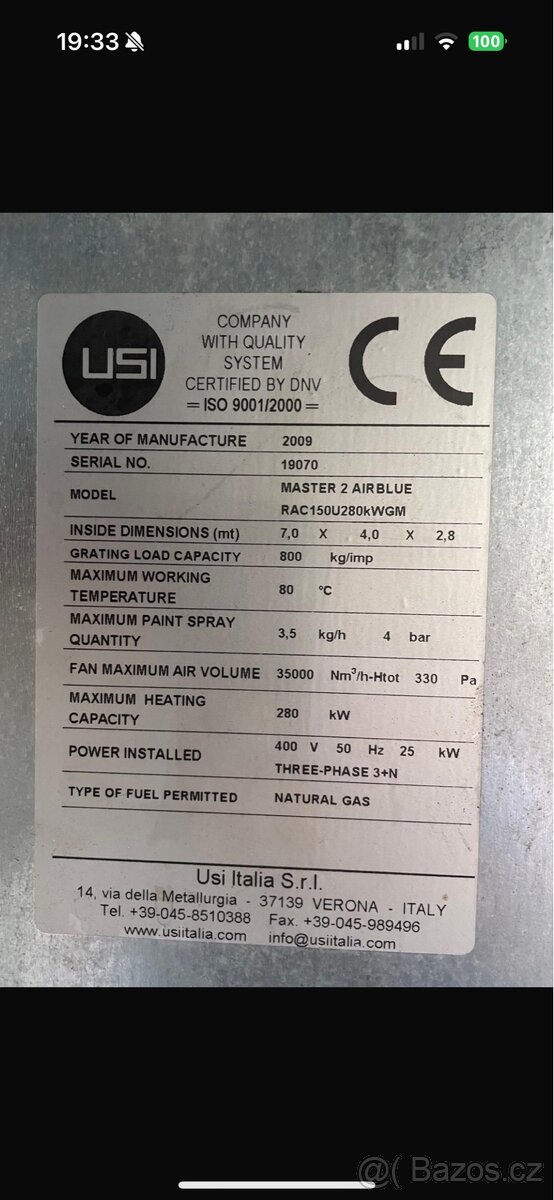 19:33
100
USI
COMPANY
WITH QUALITY
SYSTEM
CERTIFIED BY DNV
= ISO 9001/2000 =
CE
YEAR OF MANUFACTURE 2009
SERIAL NO. 19070
MODEL MASTER 2 AIRBLUE
RAC150U280kWGM
INSIDE DIMENSIONS (mt) 7,0 X 4,0 X 2,8
GRATING LOAD CAPACITY 800 kg/imp
MAXIMUM WORKING
TEMPERATURE 80 °C
MAXIMUM PAINT SPRAY
QUANTITY 3,5 kg/h 4 bar
FAN MAXIMUM AIR VOLUME 35000 Nm³/h-Htot 330 Pa
MAXIMUM HEATING
CAPACITY 280 kW
POWER INSTALLED 400 V 50 Hz 25 kW
THREE-PHASE 3+N
TYPE OF FUEL PERMITTED NATURAL GAS
Usi Italia S.r.l.
14, via della Metallurgia - 37139 VERONA - ITALY
Tel. +39-045-8510388 Fax. +39-045-989496
www.usiitalia.com info@usiitalia.com
@( Bazos.cz